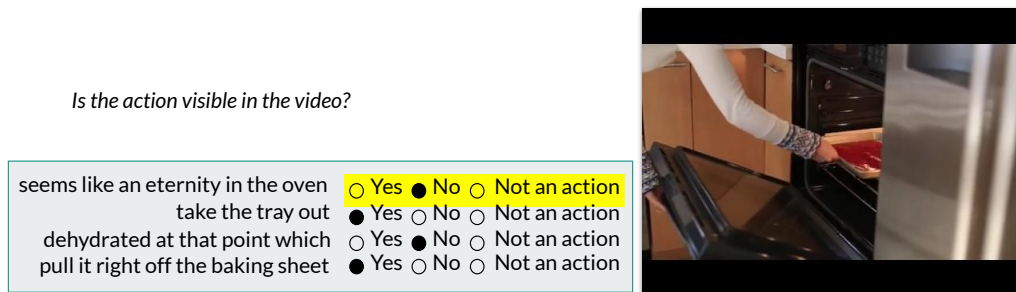 Is the action visible in the video?
seems like an eternity in the oven Yes No Not an action
take the tray out Yes No Not an action
dehydrated at that point which Yes No Not an action
pull it right off the baking sheet Yes No Not an action